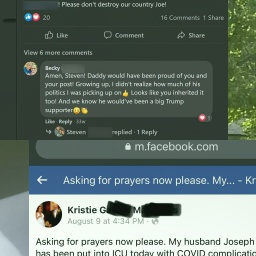 ! Please don't destroy our country Joe!
20
16 Comments 1 Share
Like
Comment
Share
View 6 more comments
Becky
Amen, Steven! Daddy would have been proud of you and
your post! Growing up, I didn't realize how much of his
politics I was picking up on👍 Looks like you inherited it
too! And we know he would've been a big Trump
supporter
Like Reply 33w
Steven replied · 1 Reply
m.facebook.com
Asking for prayers now please. My... - Kr
Kristie G
August 9 at 4:34 PM ·
Asking for prayers now please. My husband Joseph
has been put into ICU today with COVID complicatio